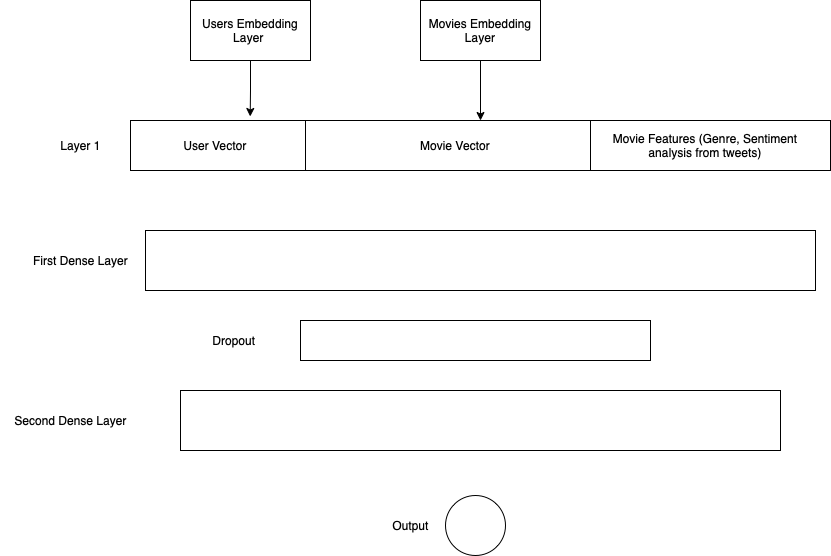 Users Embedding
Layer
Movies Embedding
Layer
Layer 1
User Vector
Movie Vector
Movie Features (Genre, Sentiment
analysis from tweets)
First Dense Layer
Dropout
Second Dense Layer
Output